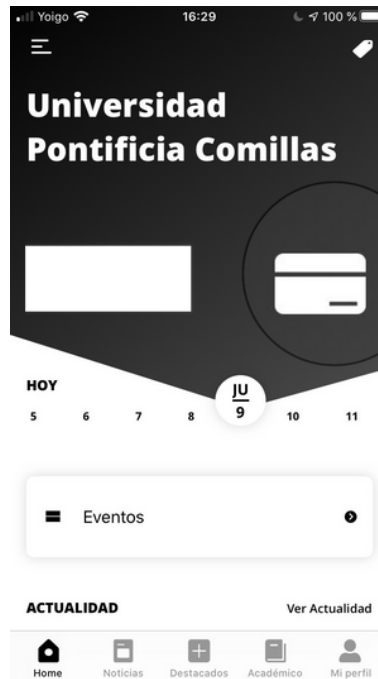 Yoigo 16:29 100 %
Universidad
Pontificia Comillas
HOY
JU
5 6 7 8 9 10 11
Eventos
ACTUALIDAD Ver Actualidad
Home Noticias Destacados Académico Mi perfil